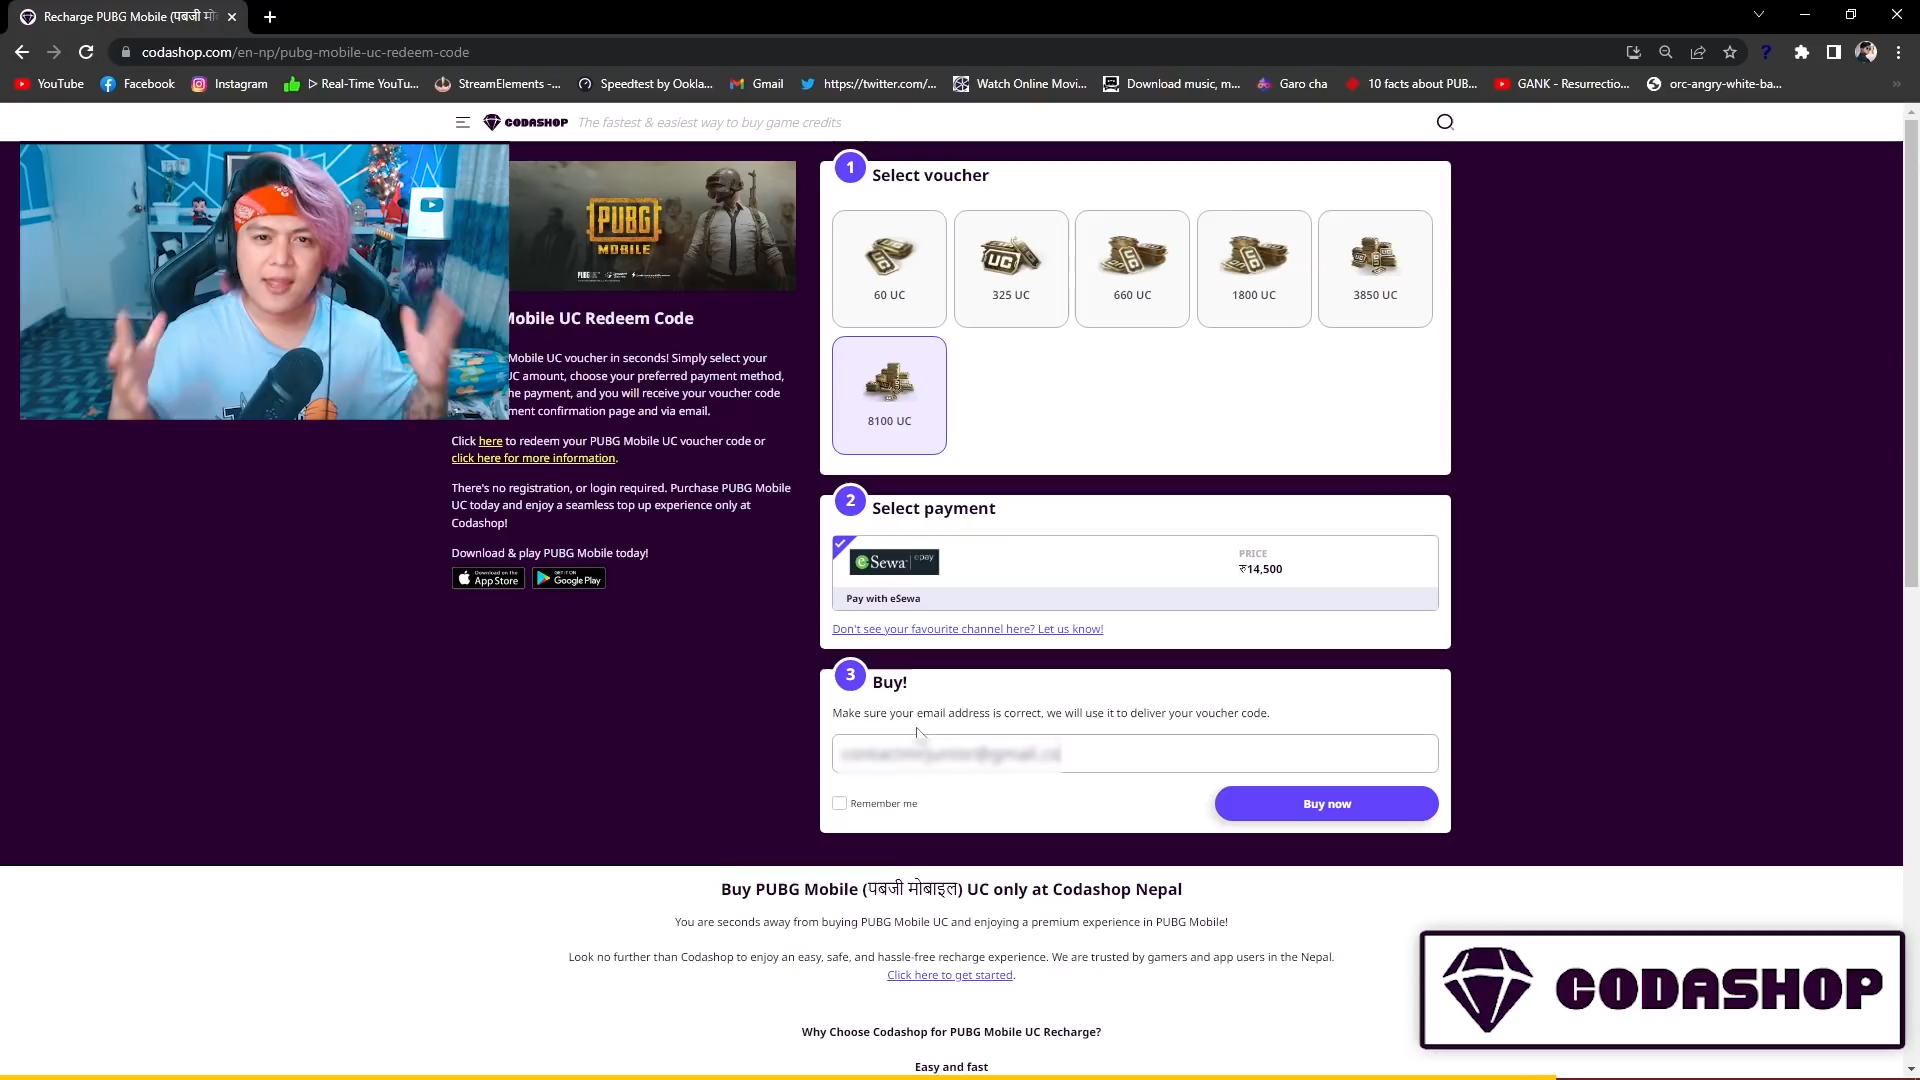 Recharge PUBG Mobile (पबजी मो
codashop.com/en-np/pubg-mobile-uc-redeem-code
YouTube
Facebook
Instagram
▷ Real-Time YouTu...
StreamElements -...
Speedtest by Ookla...
Gmail
https://twitter.com/...
Watch Online Movi...
Download music, m...
Garo cha
10 facts about PUB...
GANK - Resurrectio...
orc-angry-white-ba...
CODASHOP
The fastest & easiest way to buy game credits
PUBG
MOBILE
Mobile UC Redeem Code
Mobile UC voucher in seconds! Simply select your
UC amount, choose your preferred payment method,
he payment, and you will receive your voucher code
ment confirmation page and via email.
Click here to redeem your PUBG Mobile UC voucher code or
click here for more information.
There's no registration, or login required. Purchase PUBG Mobile
UC today and enjoy a seamless top up experience only at
Codashop!
Download & play PUBG Mobile today!
Download on the App Store
GET IT ON Google Play
1 Select voucher
60 UC
325 UC
660 UC
1800 UC
3850 UC
8100 UC
2 Select payment
eSewa epay
PRICE
रु14,500
Pay with eSewa
Don't see your favourite channel here? Let us know!
3 Buy!
Make sure your email address is correct, we will use it to deliver your voucher code.
Remember me
Buy now
Buy PUBG Mobile (पबजी मोबाइल) UC only at Codashop Nepal
You are seconds away from buying PUBG Mobile UC and enjoying a premium experience in PUBG Mobile!
Look no further than Codashop to enjoy an easy, safe, and hassle-free recharge experience. We are trusted by gamers and app users in the Nepal.
Click here to get started.
Why Choose Codashop for PUBG Mobile UC Recharge?
Easy and fast
CODASHOP